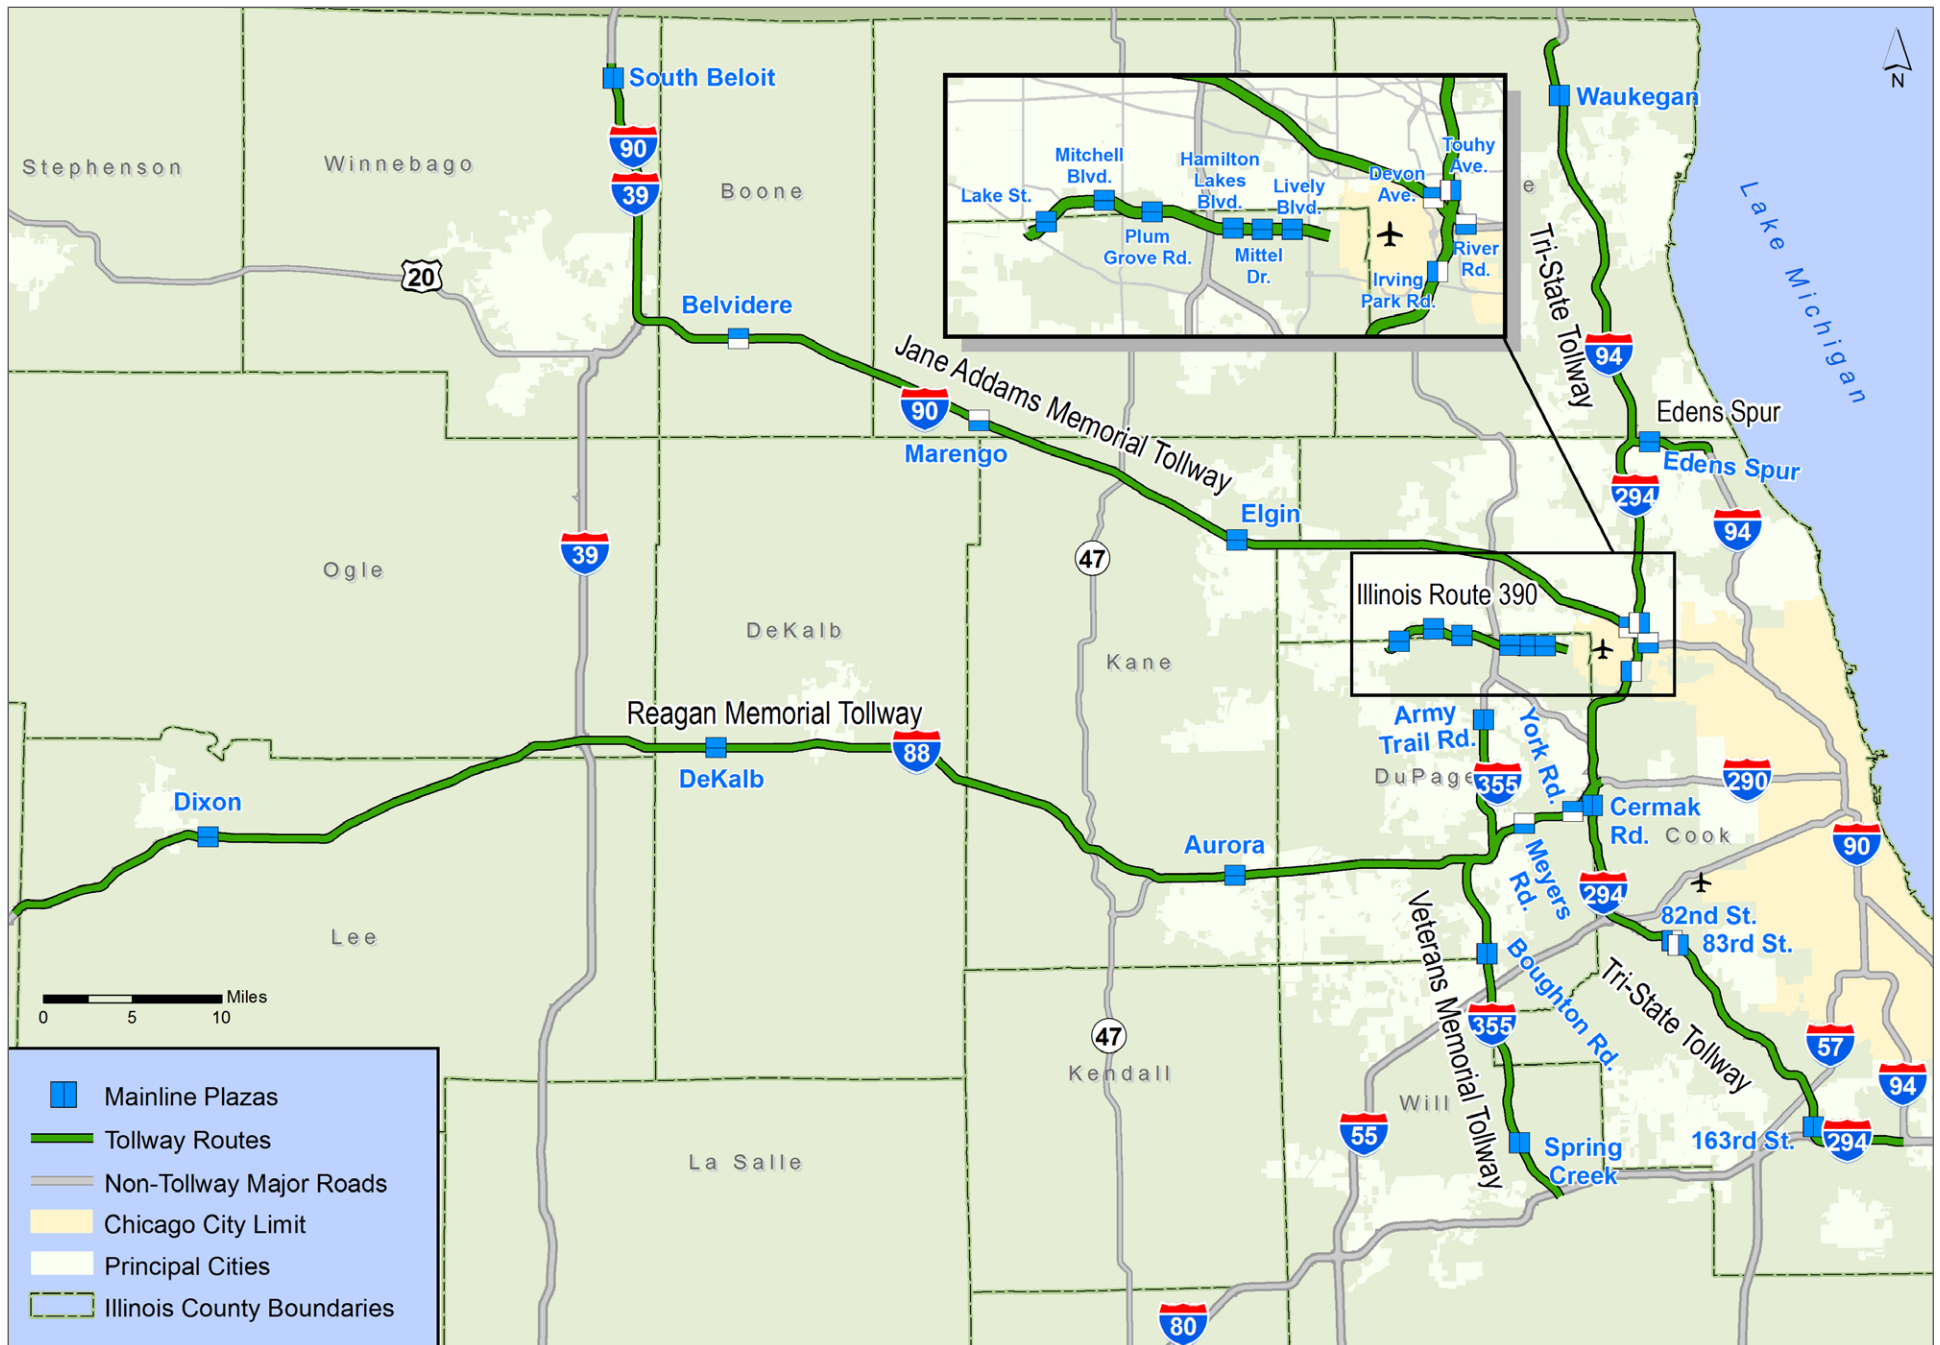 South Beloit
90
39
Stephenson
Winnebago
Boone
20
Belvidere
Mitchell
Blvd.
Hamilton
Lakes
Blvd.
Touhy
Ave.
Devon
Ave.
Lake St.
Lively
Blvd.
Plum
Grove Rd.
Mittel
Dr.
River
Rd.
Irving
Park Rd.
e
Waukegan
N
Lake Michigan
Tri-State Tollway
94
Jane Addams Memorial Tollway
90
Marengo
Edens Spur
Edens Spur
294
94
Elgin
39
Ogle
47
Illinois Route 390
DeKalb
Kane
Reagan Memorial Tollway
88
DeKalb
Dixon
Army
Trail Rd.
York Rd.
DuPage
355
290
Cermak
Rd.
Cook
90
Aurora
Meyers
Rd.
294
82nd St.
83rd St.
Lee
Veterans Memorial Tollway
Boughton Rd.
Tri-State Tollway
355
57
94
47
Kendall
Will
55
163rd St.
294
Spring
Creek
La Salle
80
Miles
0 5 10
Mainline Plazas
Tollway Routes
Non-Tollway Major Roads
Chicago City Limit
Principal Cities
Illinois County Boundaries